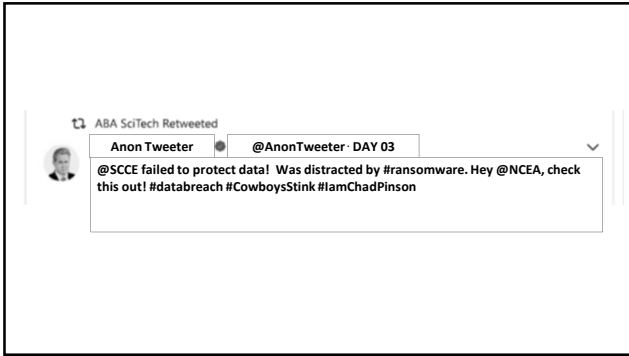 ABA SciTech Retweeted
Anon Tweeter @AnonTweeter · DAY 03
@SCCE failed to protect data! Was distracted by #ransomware. Hey @NCEA, check
this out! #databreach #CowboysStink #IamChadPinson